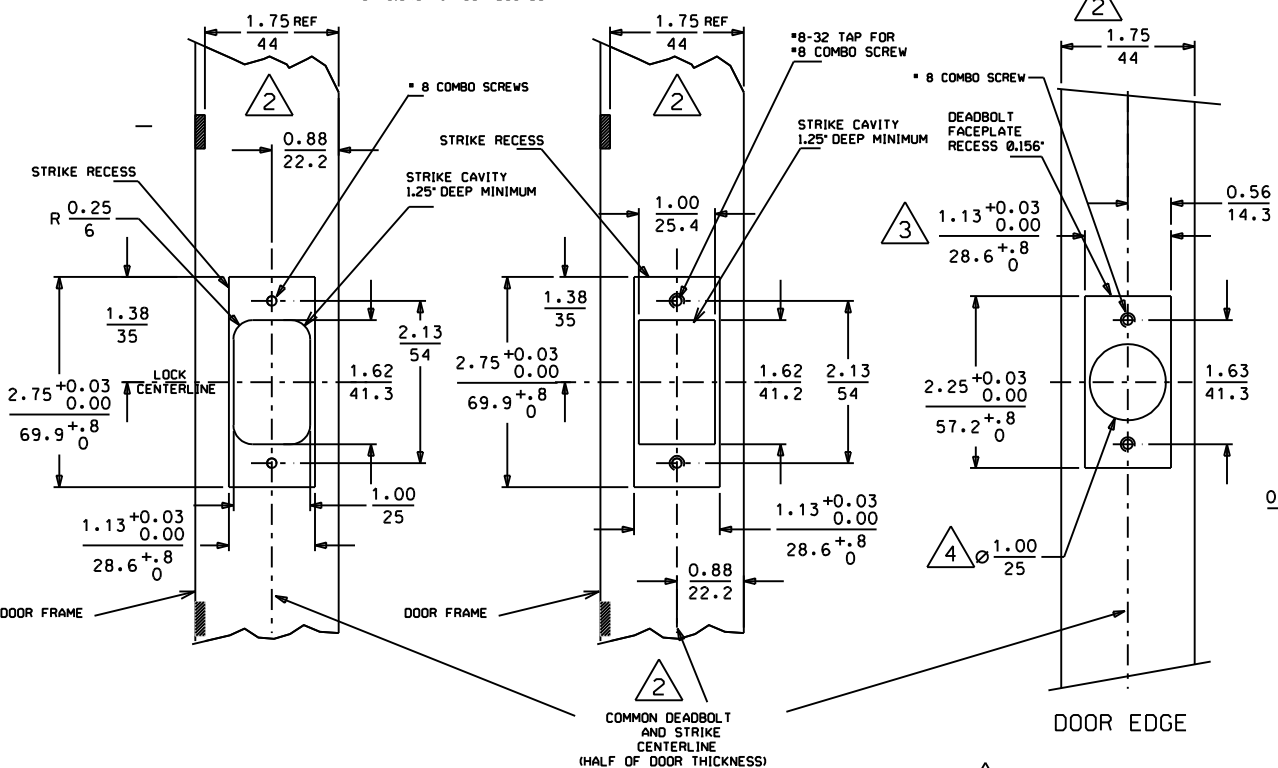 1.75 REF
44
2
* 8 COMBO SCREWS
0.88
22.2
STRIKE RECESS
R 0.25
6
STRIKE CAVITY
1.25" DEEP MINIMUM
1.38
35
LOCK
CENTERLINE
2.75 +0.03
0.00
69.9 +.8
0
2.13
54
1.62
41.3
1.00
25
1.13 +0.03
0.00
28.6 +.8
0
DOOR FRAME
1.75 REF
44
2
*8-32 TAP FOR
*8 COMBO SCREW
STRIKE RECESS
STRIKE CAVITY
1.25" DEEP MINIMUM
1.00
25.4
1.38
35
2.75 +0.03
0.00
69.9 +.8
0
1.62
41.2
2.13
54
1.13 +0.03
0.00
28.6 +.8
0
0.88
22.2
DOOR FRAME
2
COMMON DEADBOLT
AND STRIKE
CENTERLINE
(HALF OF DOOR THICKNESS)
2
1.75
44
* 8 COMBO SCREW
DEADBOLT
FACEPLATE
RECESS Ø.156"
0.56
14.3
3
1.13 +0.03
0.00
28.6 +.8
0
2.25 +0.03
0.00
57.2 +.8
0
1.63
41.3
4
Ø 1.00
25
0
DOOR EDGE